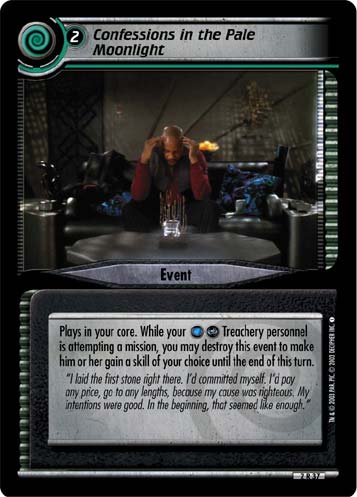 2
Confessions in the Pale
Moonlight
Event
Plays in your core. While your Treachery personnel
is attempting a mission, you may destroy this event to make
him or her gain a skill of your choice until the end of this turn.
"I laid the first stone right there. I'd committed myself. I'd pay
any price, go to any lengths, because my cause was righteous. My
intentions were good. In the beginning, that seemed like enough."
TM & © 2003 PAR. PIC. © 2003 DECIPHER INC.
2 R 37